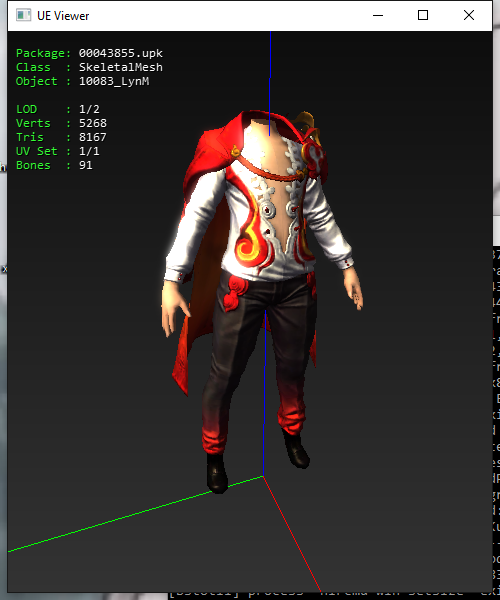 UE Viewer
Package: 00043855.upk
Class : SkeletalMesh
Object : 10083_LynM
LOD : 1/2
Verts : 5268
Tris : 8167
UV Set : 1/1
Bones : 91